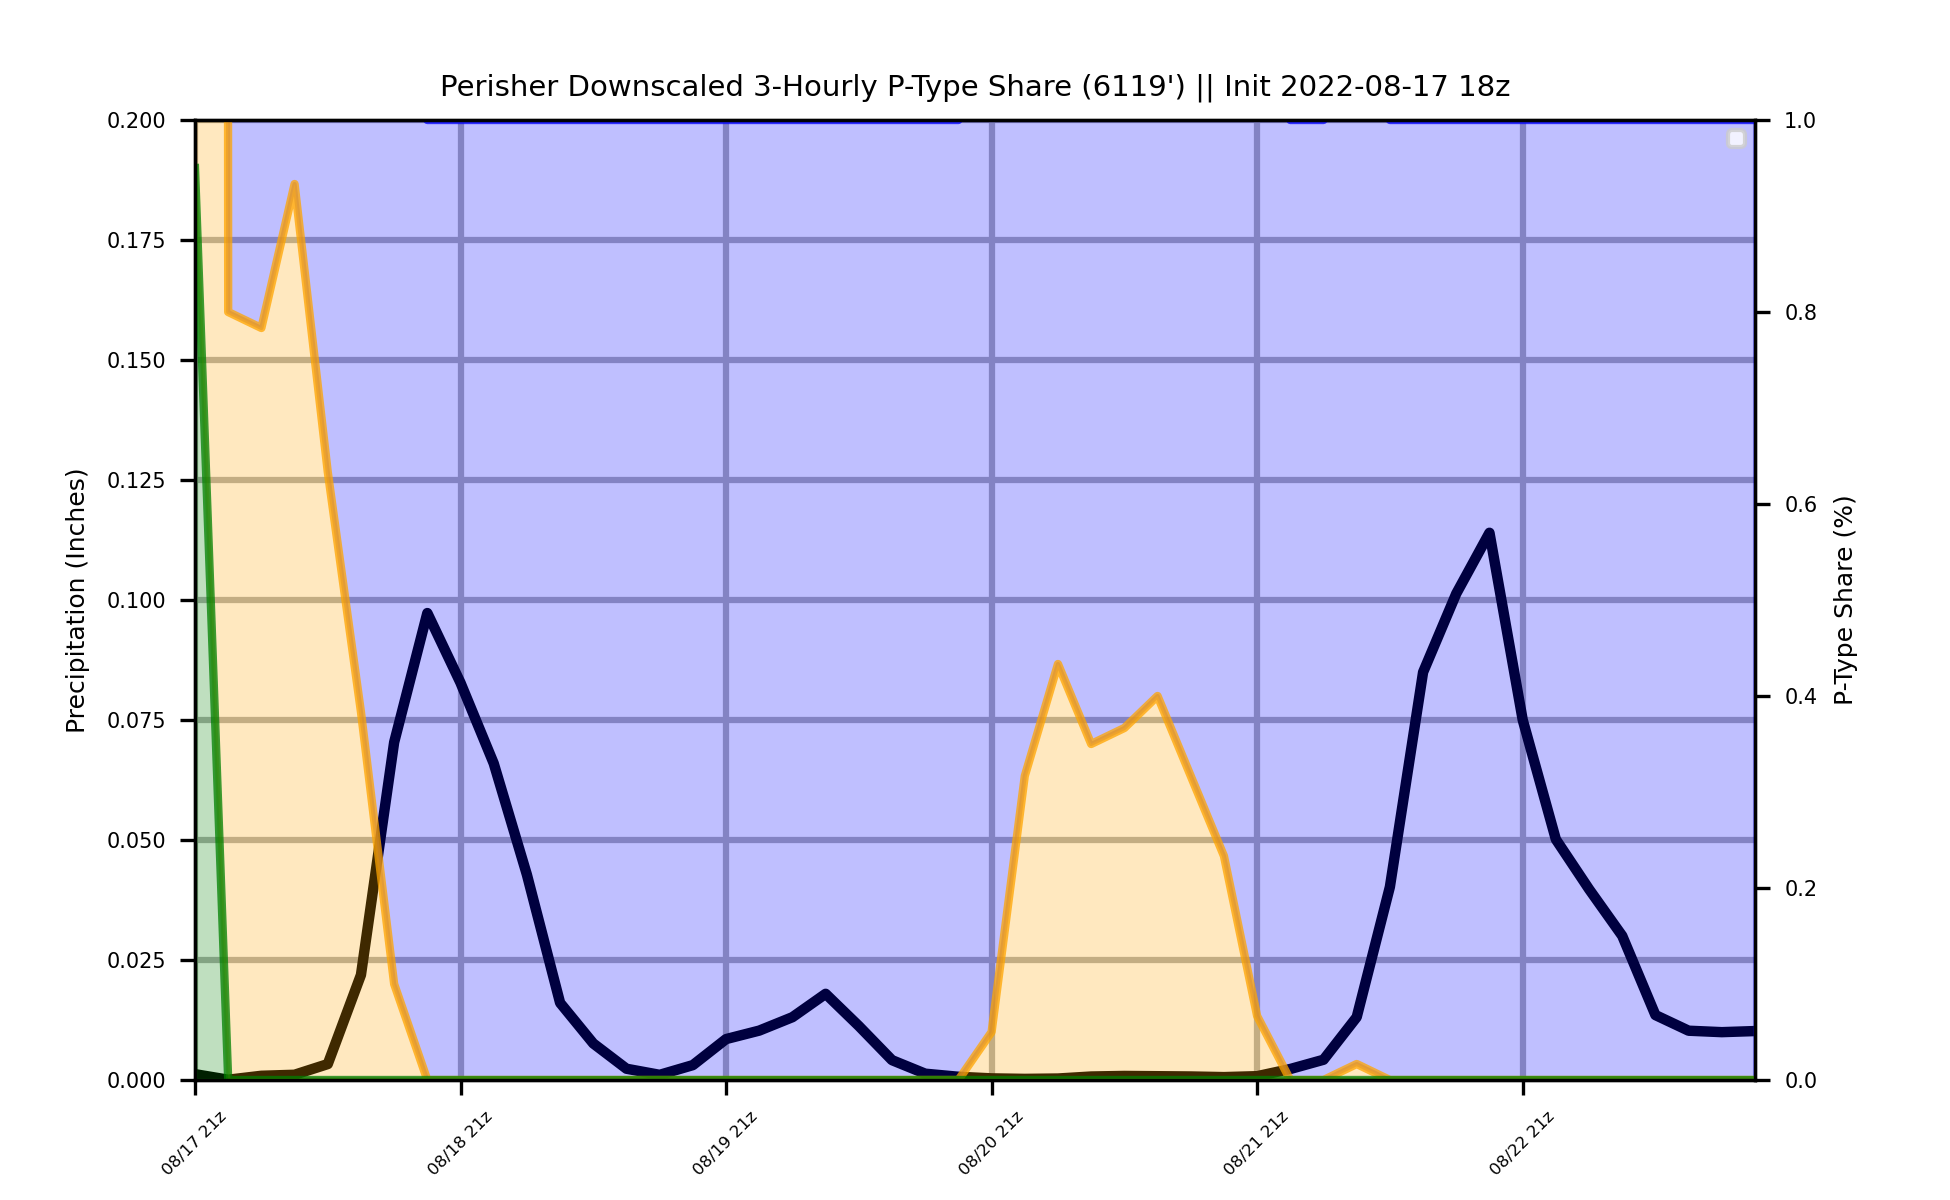 Perisher Downscaled 3-Hourly P-Type Share (6119') || Init 2022-08-17 18z
0.200
0.175
0.150
0.125
0.100
0.075
0.050
0.025
0.000
Precipitation (Inches)
1.0
0.8
0.6
0.4
0.2
0.0
P-Type Share (%)
08/17 21z
08/18 21z
08/19 21z
08/20 21z
08/21 21z
08/22 21z